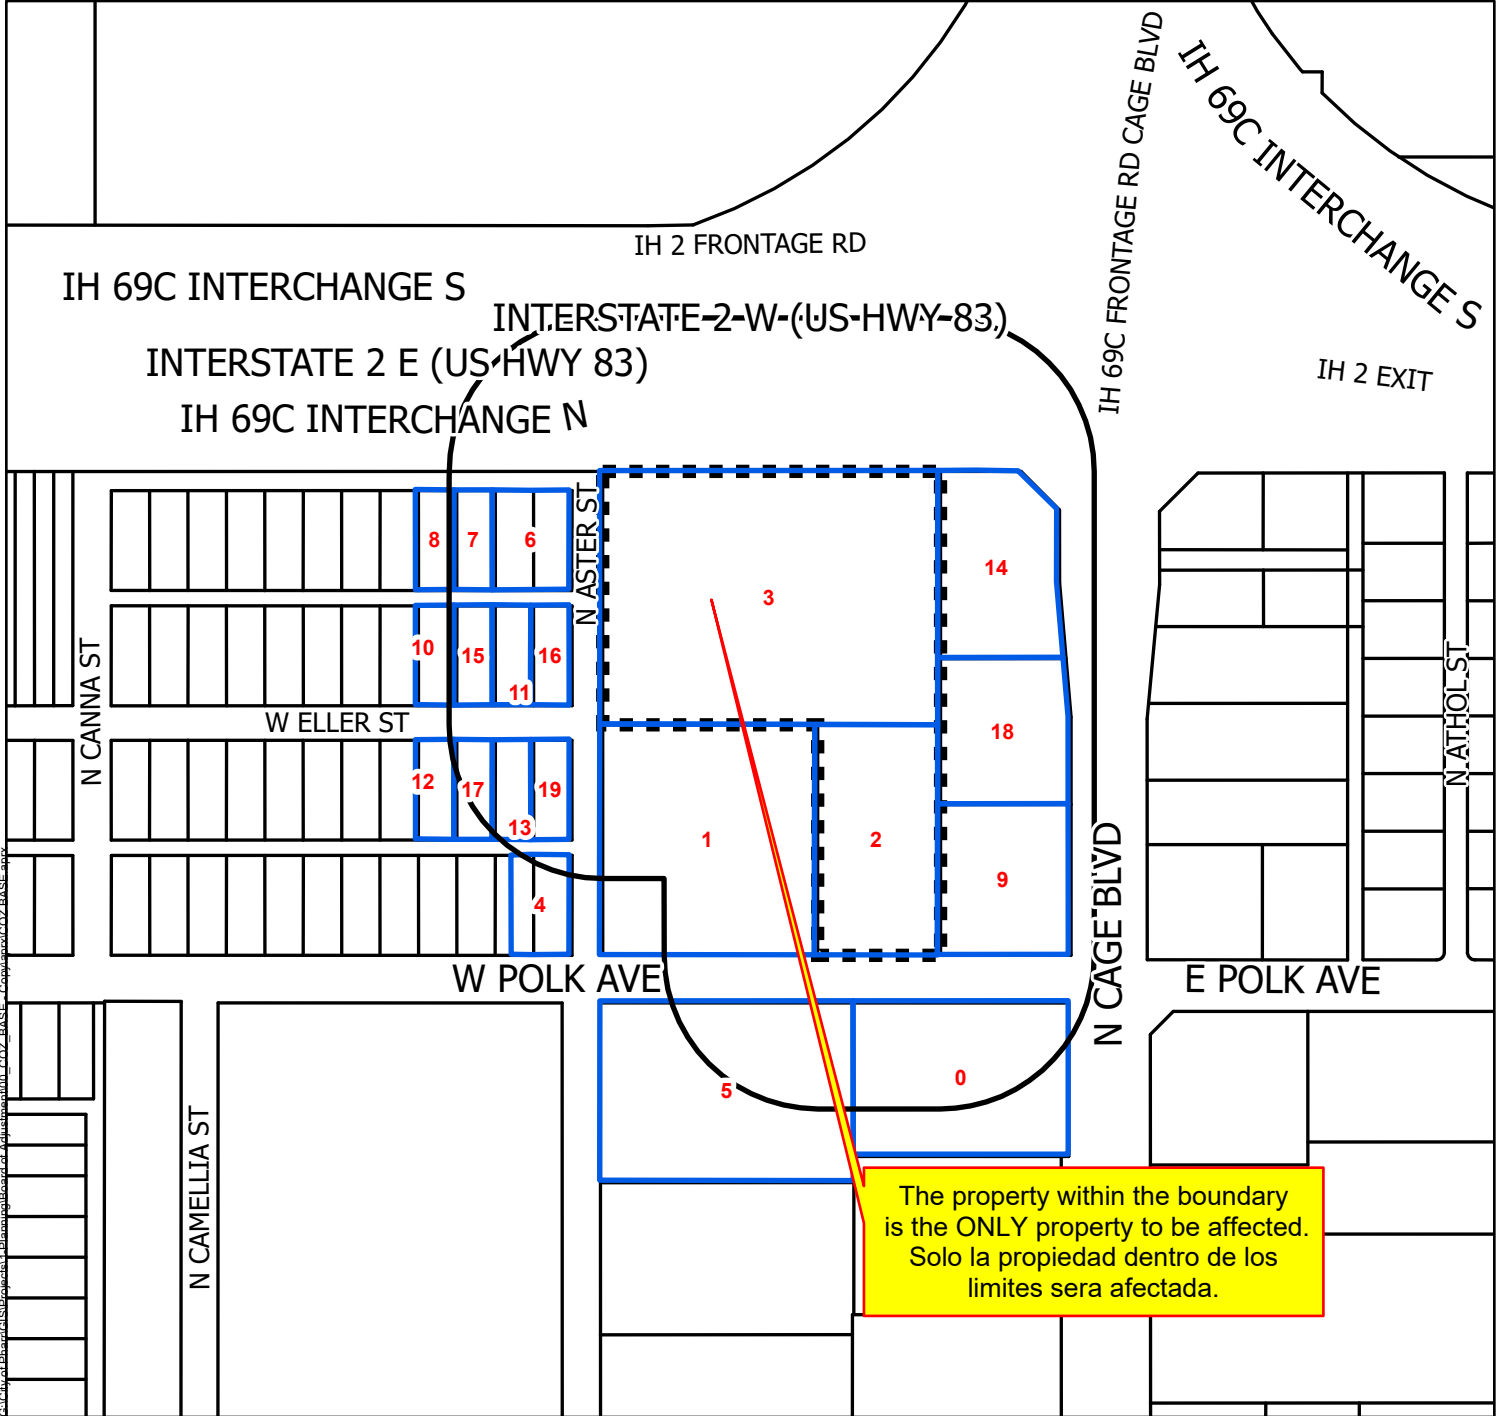 IH 69C FRONTAGE RD CAGE BLVD
IH 69C INTERCHANGE S
IH 2 FRONTAGE RD
IH 69C INTERCHANGE S
INTERSTATE 2 W (US HWY 83)
INTERSTATE 2 E (US HWY 83)
IH 2 EXIT
IH 69C INTERCHANGE N
N ASTER ST
8
7
6
14
3
10
15
16
11
N CANNA ST
W ELLER ST
N ATHOL ST
18
12
17
19
13
1
2
9
4
N CAGE BLVD
W POLK AVE
E POLK AVE
5
0
N CAMELLIA ST
The property within the boundary
is the ONLY property to be affected.
Solo la propiedad dentro de los
limites sera afectada.